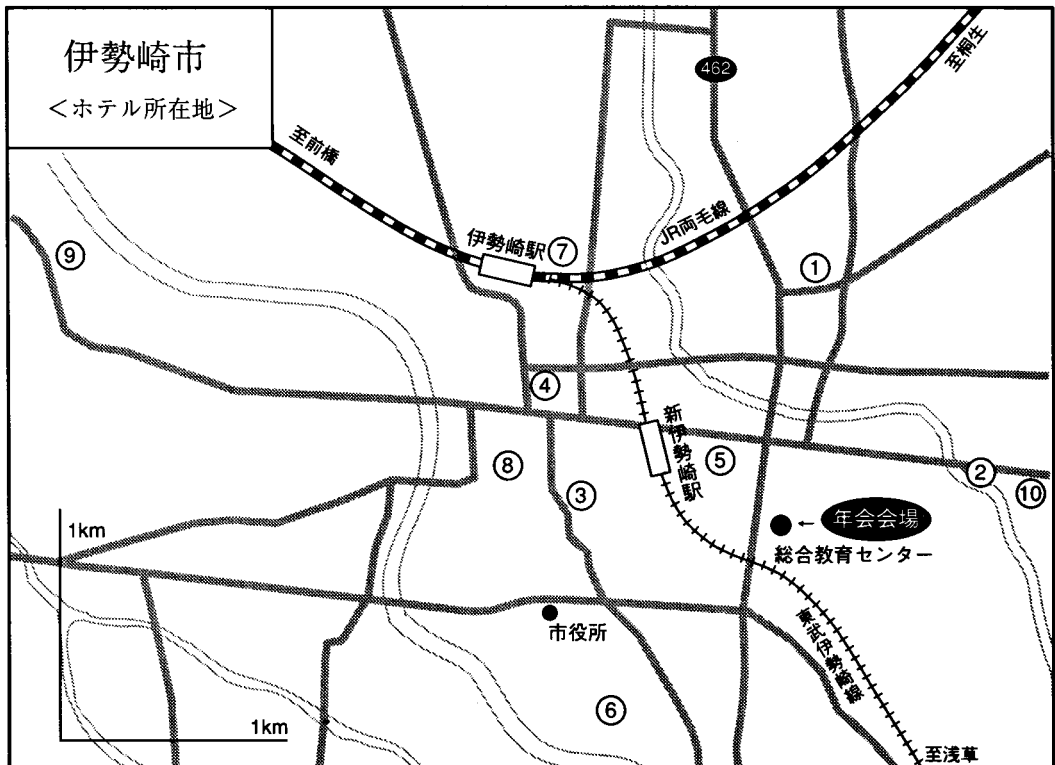 伊勢崎市
<ホテル所在地>
462
至桐生
至前橋
JR両毛線
伊勢崎駅
⑦
①
⑨
④
新伊勢崎駅
⑤
⑧
③
②
⑩
1km
← 年会会場
総合教育センター
市役所
東武伊勢崎線
⑥
1km
至浅草